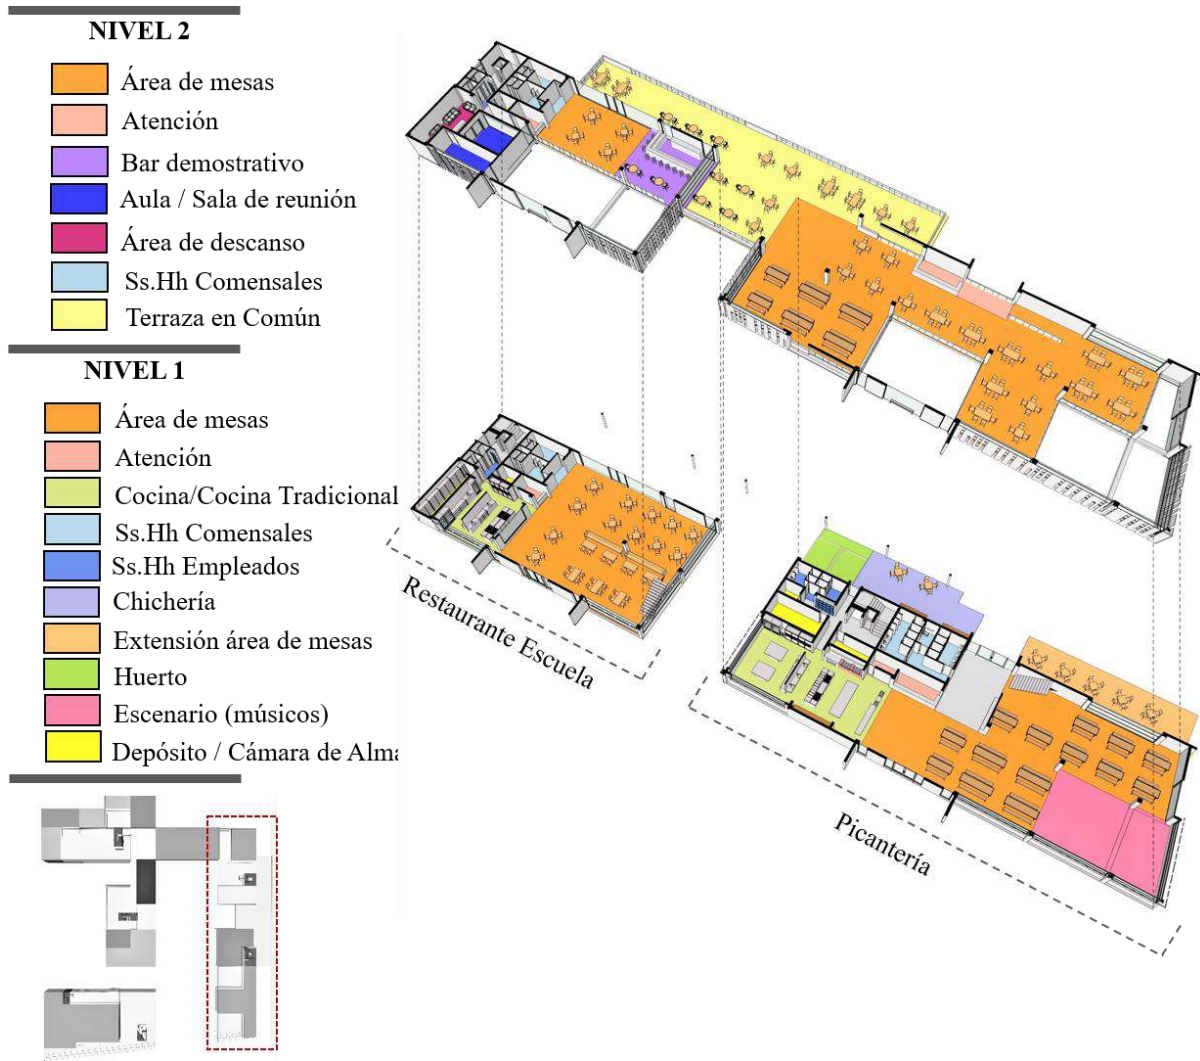 NIVEL 2
Área de mesas
Atención
Bar demostrativo
Aula / Sala de reunión
Área de descanso
Ss.Hh Comensales
Terraza en Común
NIVEL 1
Área de mesas
Atención
Cocina/Cocina Tradicional
Ss.Hh Comensales
Ss.Hh Empleados
Chichería
Extensión área de mesas
Huerto
Escenario (músicos)
Depósito / Cámara de Alma
Restaurante Escuela
Picantería